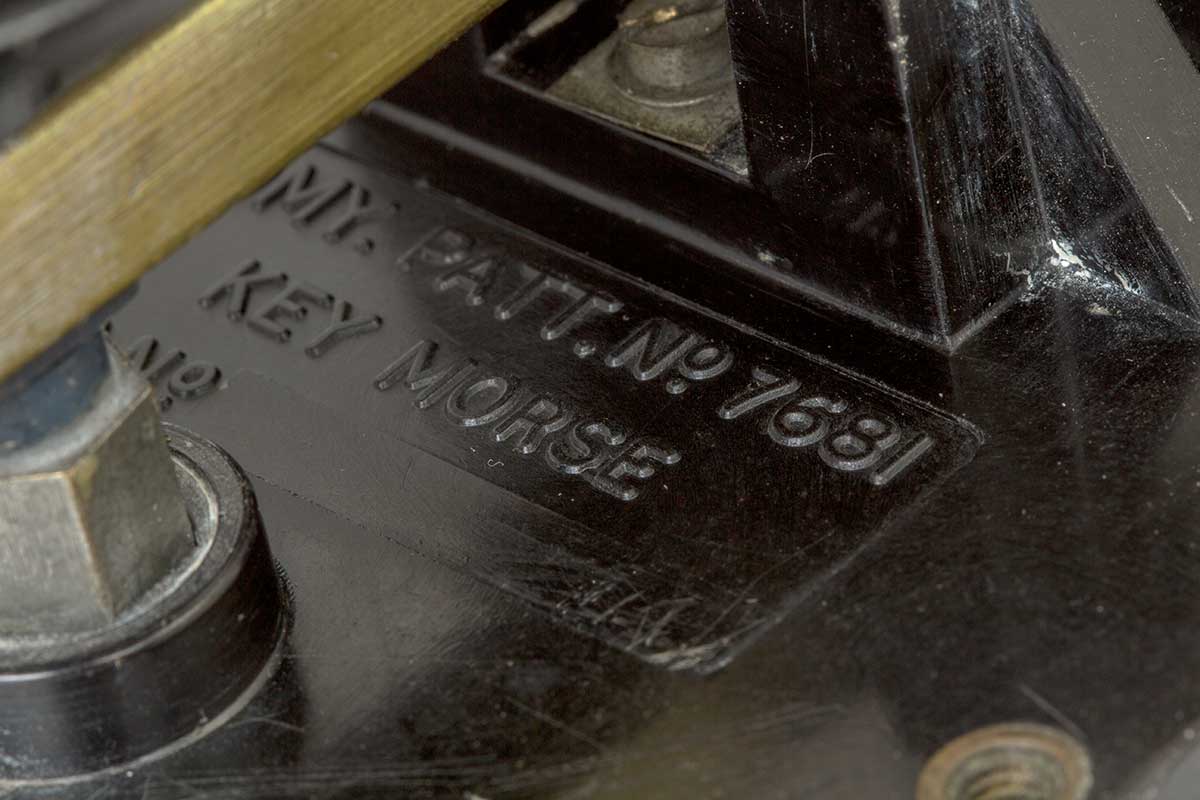 MY. PATT. Nº 7681
KEY MORSE
Nº